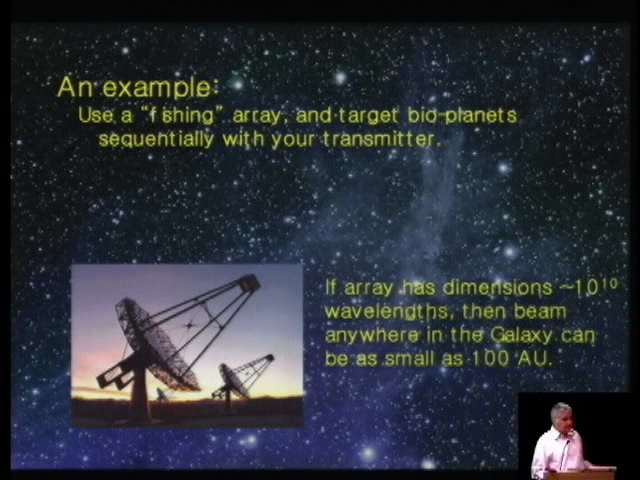 An example:
Use a "fishing" array, and target bio-planets
sequentially with your transmitter.
If array has dimensions ~10¹⁰
wavelengths, then beam
anywhere in the Galaxy can
be as small as 100 AU.